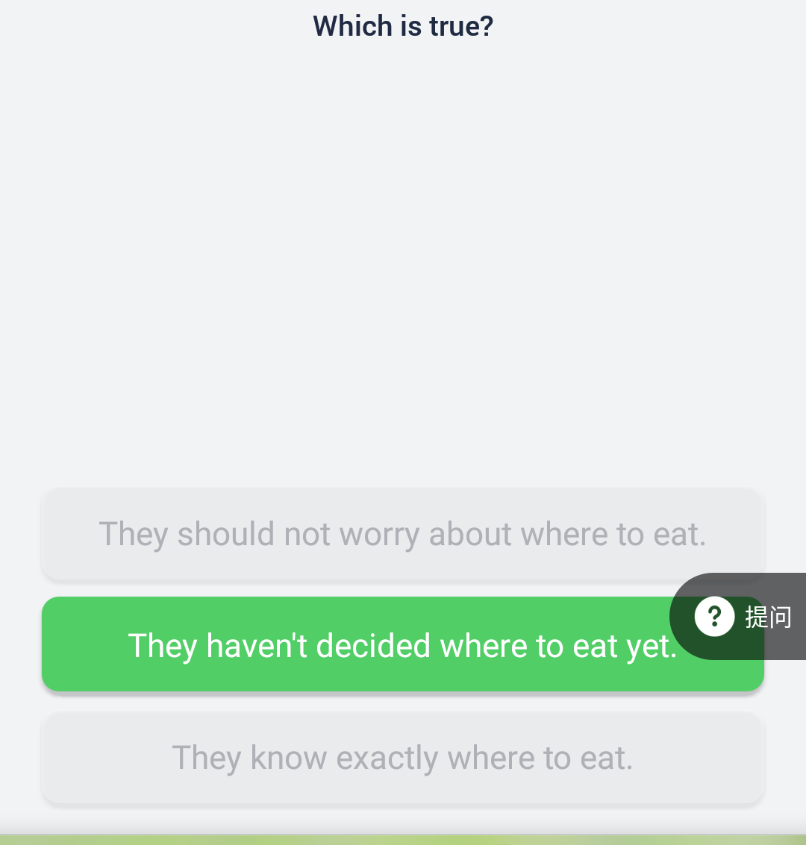 Which is true?
They should not worry about where to eat.
They haven't decided where to eat yet.
? 提问
They know exactly where to eat.